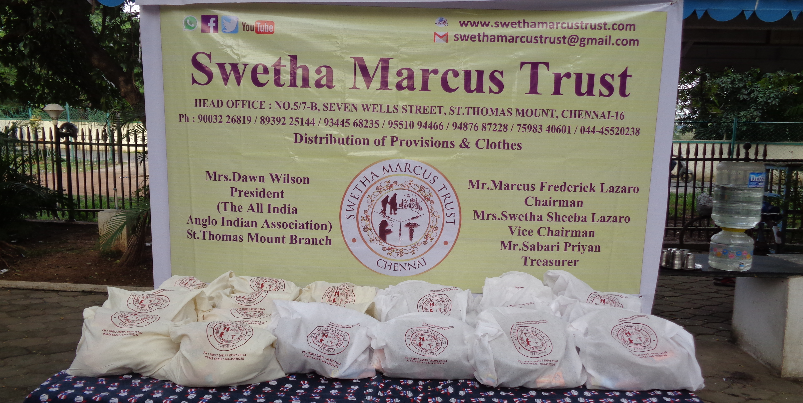 You Tube
www.swethamarcustrust.com
swethamarcustrust@gmail.com
Swetha Marcus Trust
HEAD OFFICE : NO.5/7-B, SEVEN WELLS STREET, ST.THOMAS MOUNT, CHENNAI-16
Ph : 90032 26819 / 89392 25144 / 93445 68235 / 95510 94466 / 94876 87228 / 75983 40601 / 044-45520238
Distribution of Provisions & Clothes
Mrs.Dawn Wilson
President
(The All India
Anglo Indian Association)
St.Thomas Mount Branch
SWETHA MARCUS TRUST
CHENNAI
Mr.Marcus Frederick Lazaro
Chairman
Mrs.Swetha Sheeba Lazaro
Vice Chairman
Mr.Sabari Priyan
Treasurer